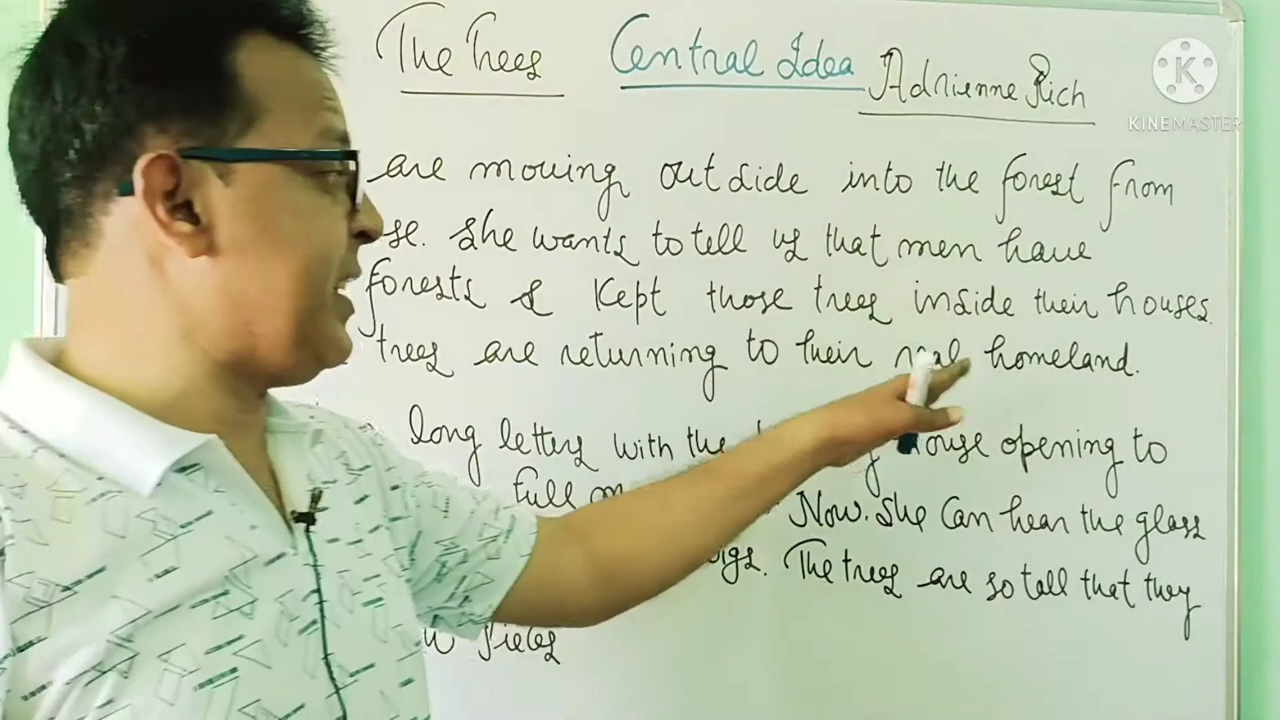 The Trees Central Idea Adrienne Rich
KINEMASTER
are moving outside into the forest from
se. She wants to tell us that men have
forests & kept those trees inside their houses.
trees are returning to their real homeland.
long letters with the house opening to
full Now. She can hear the glass
igs. The trees are so tall that they
pieces